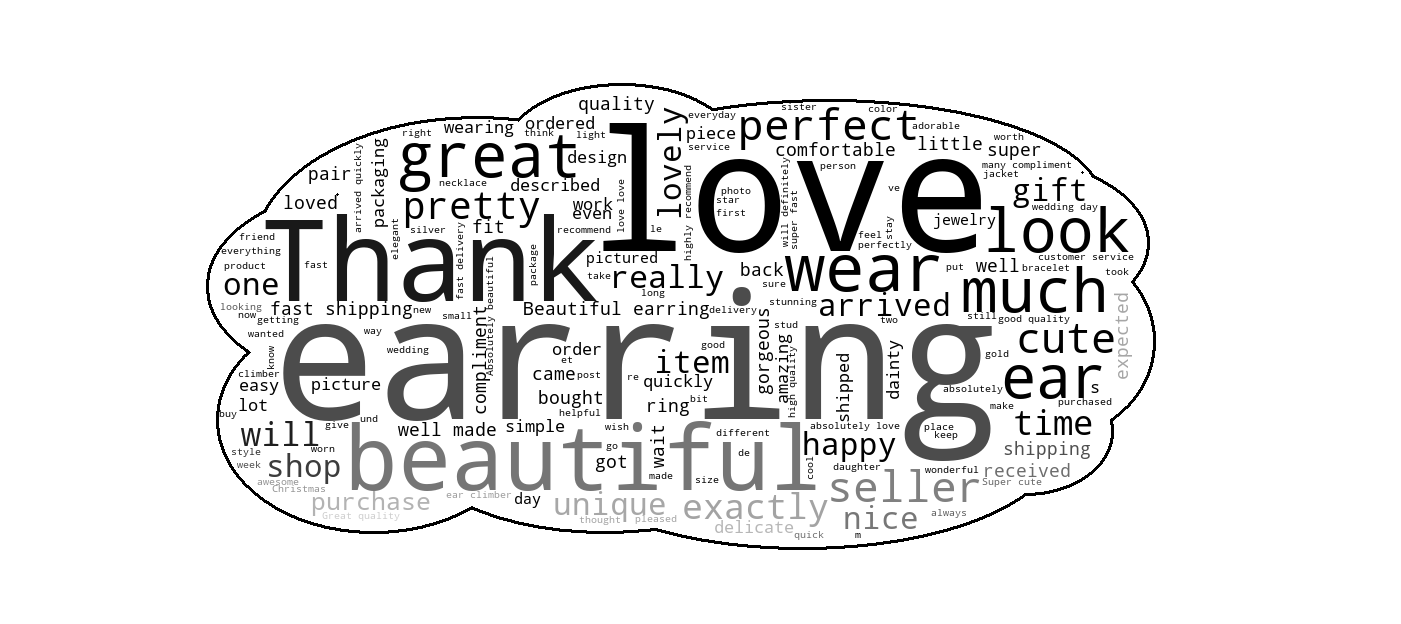 quality
sister
color
everyday
wearing
ordered
right
think
light
lovely
piece
service
perfect
adorable
great
love
design
comfortable
little
worth
super
packaging
arrived quickly
pair
necklace
described
many compliment
jacket
person
highly recommend
photo
star
first
will definitely
super fast
ve
gift
loved
pretty
work
even
love love
wedding day
jewelry
look
stay
elegant
silver
fit
recommend
le
feel
perfectly
friend
everything
Thank
fast delivery
package
pictured
customer service
product
fast
take
really
back
wear
put
well
bracelet
took
one
sure
long
much
looking
now
fast shipping
new
small
Absolutely beautiful
Beautiful earring
delivery
stunning
arrived
still
good quality
getting
wanted
way
earring
gorgeous
stud
two
cute
expected
know
wedding
compliment
order
et
good
item
amazing
high quality
shipped
dainty
gold
climber
easy
picture
came
post
re
quickly
absolutely
ear
s
lot
bought
ring
bit
make
purchased
buy
give
und
helpful
will
well made
simple
wish
different
absolutely love
place
keep
time
style
worn
beautiful
go
wait
de
happy
shipping
week
shop
got
made
size
cool
daughter
wonderful
received
awesome
Christmas
ear climber
day
seller
Super cute
purchase
unique
exactly
Great quality
thought
pleased
delicate
quick
nice
always
m